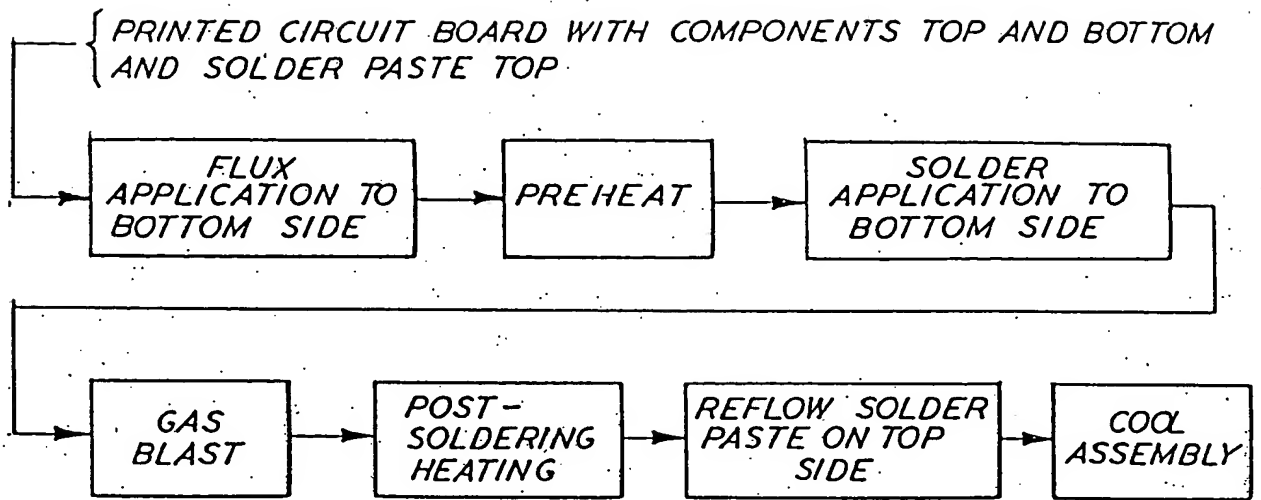 PRINTED CIRCUIT BOARD WITH COMPONENTS TOP AND BOTTOM
AND SOLDER PASTE TOP
FLUX
APPLICATION TO
BOTTOM SIDE
PREHEAT
SOLDER
APPLICATION TO
BOTTOM SIDE
GAS
BLAST
POST-
SOLDERING
HEATING
REFLOW SOLDER
PASTE ON TOP
SIDE
COOL
ASSEMBLY